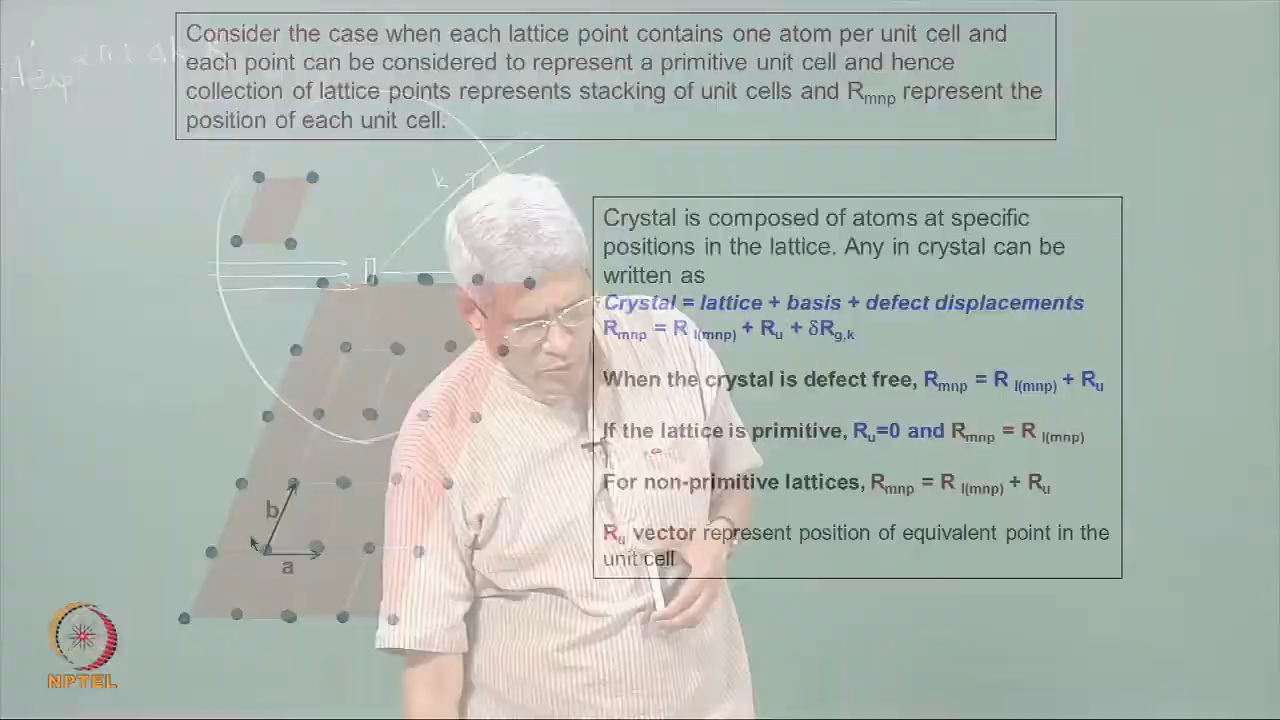 Consider the case when each lattice point contains one atom per unit cell and
each point can be considered to represent a primitive unit cell and hence
collection of lattice points represents stacking of unit cells and Rmnp represent the
position of each unit cell.
k
Crystal is composed of atoms at specific
positions in the lattice. Any in crystal can be
written as
Crystal = lattice + basis + defect displacements
Rmnp = R l(mnp) + Ru + δRg,k
When the crystal is defect free, Rmnp = R l(mnp) + Ru
If the lattice is primitive, Ru=0 and Rmnp = R l(mnp)
For non-primitive lattices, Rmnp = R l(mnp) + Ru
Ru vector represent position of equivalent point in the
unit cell
b
a
NPTEL